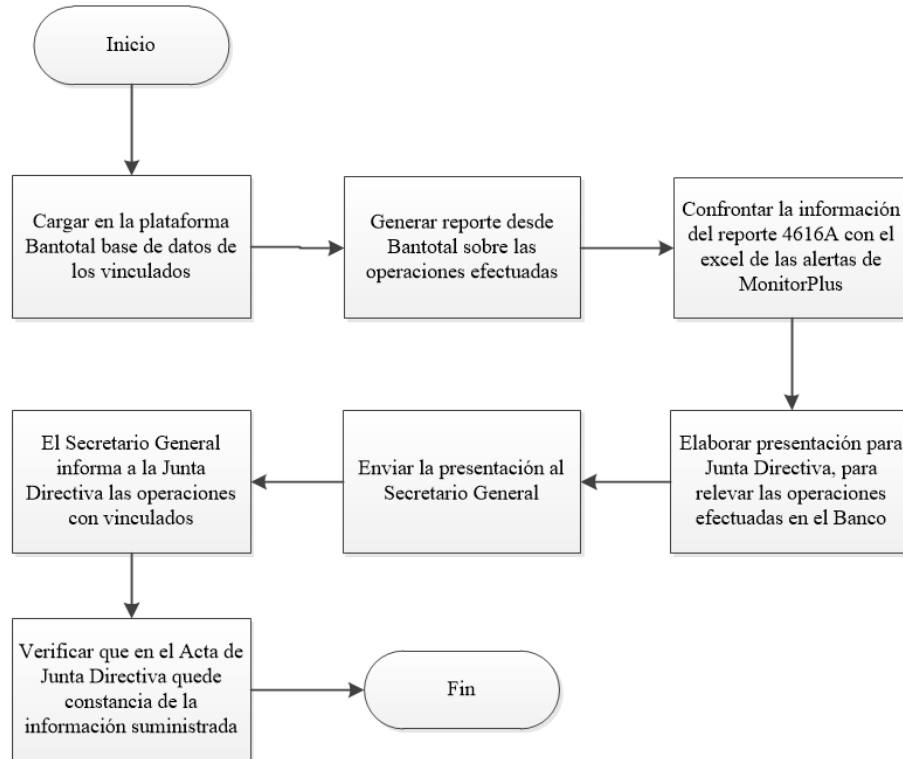 Inicio
Cargar en la plataforma
Bantotal base de datos de
los vinculados
Generar reporte desde
Bantotal sobre las
operaciones efectuadas
Confrontar la información
del reporte 4616A con el
excel de las alertas de
MonitorPlus
Elaborar presentación para
Junta Directiva, para
relevar las operaciones
efectuadas en el Banco
Enviar la presentación al
Secretario General
El Secretario General
informa a la Junta
Directiva las operaciones
con vinculados
Verificar que en el Acta de
Junta Directiva quede
constancia de la
información suministrada
Fin